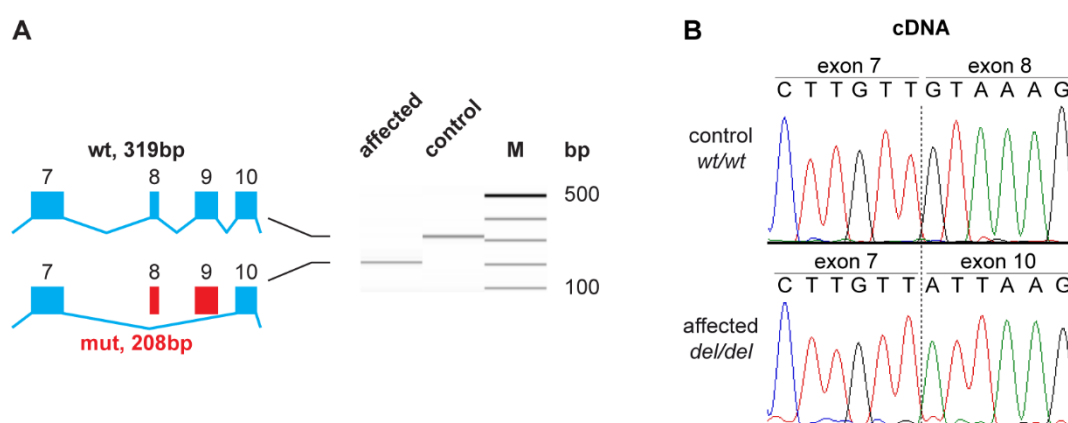 A
affected
control
M
bp
wt, 319bp
7 8 9 10
500
7 8 9 10
100
mut, 208bp
B
cDNA
exon 7 exon 8
C T T G T T G T A A A G
control
wt/wt
exon 7 exon 10
C T T G T T A T T A A G
affected
del/del